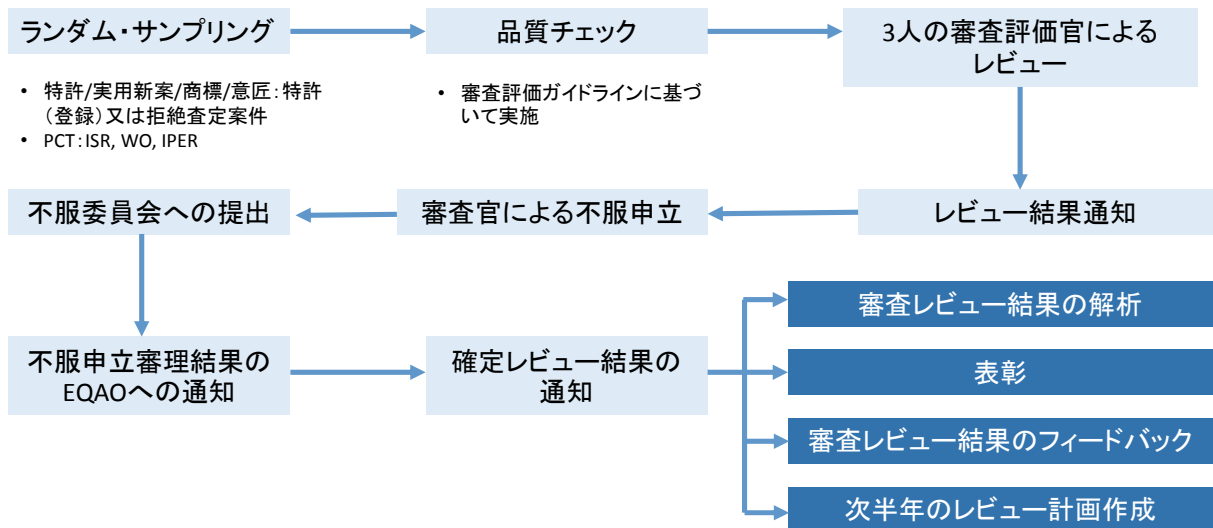 ランダム・サンプリング
品質チェック
3人の審査評価官による
レビュー
• 特許/実用新案/商標/意匠：特許
（登録）又は拒絶査定案件
• PCT：ISR, WO, IPER
• 審査評価ガイドラインに基づ
いて実施
不服委員会への提出
審査官による不服申立
レビュー結果通知
不服申立審理結果の
EQAOへの通知
確定レビュー結果の
通知
審査レビュー結果の解析
表彰
審査レビュー結果のフィードバック
次半年のレビュー計画作成